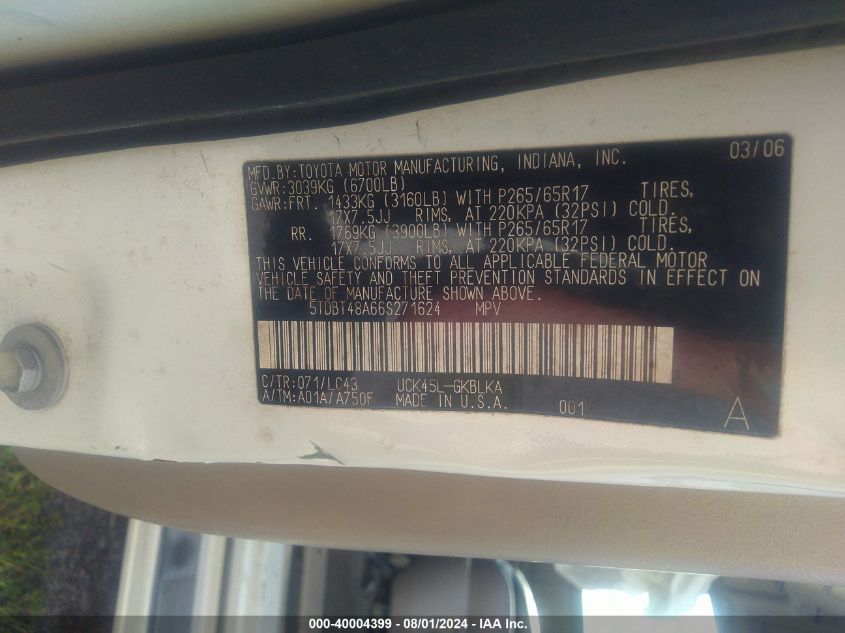 MFD.BY:TOYOTA MOTOR MANUFACTURING, INDIANA, INC. 03/06
GVWR:3039KG (6700LB)
GAWR:FRT. 1433KG (3160LB) WITH P265/65R17 TIRES,
17X7.5JJ RIMS, AT 220KPA (32PSI) COLD.
RR. 1769KG (3900LB) WITH P265/65R17 TIRES,
17X7.5JJ RIMS, AT 220KPA (32PSI) COLD.
THIS VEHICLE CONFORMS TO ALL APPLICABLE FEDERAL MOTOR
VEHICLE SAFETY AND THEFT PREVENTION STANDARDS IN EFFECT ON
THE DATE OF MANUFACTURE SHOWN ABOVE.
5TDBT48A66S271624 MPV
C/TR:071/LC43 UCK45L-GKBLKA
A/TM:A01A/A750F MADE IN U.S.A. 001 A
000-40004399 - 08/01/2024 - IAA Inc.